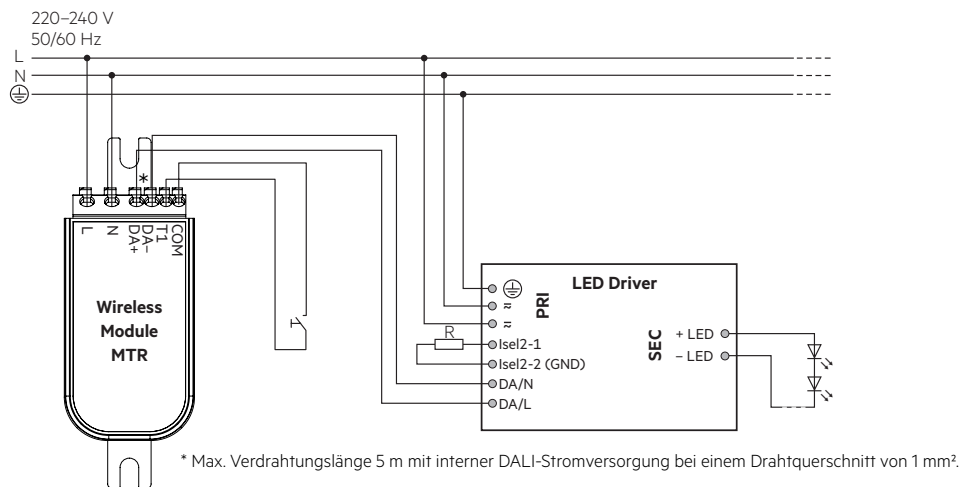 220–240 V
50/60 Hz
L
N
*
L
N
DA+
DA-
T1
COM
Wireless
Module
MTR
LED Driver
PRI
≂
≂
R
Isel2-1
Isel2-2 (GND)
DA/N
DA/L
SEC
+ LED
– LED
* Max. Verdrahtungslänge 5 m mit interner DALI-Stromversorgung bei einem Drahtquerschnitt von 1 mm².